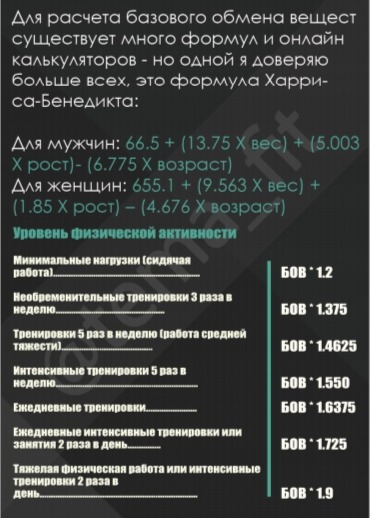 Для расчета базового обмена вещест
существует много формул и онлайн
калькуляторов - но одной я доверяю
больше всех, это формула Харри-
са-Бенедикта:
Для мужчин: 66.5 + (13.75 X вес) + (5.003
X рост)- (6.775 X возраст)
Для женщин: 655.1 + (9.563 X вес) +
(1.85 X рост) – (4.676 X возраст)
Уровень физической активности
Минимальные нагрузки (сидячая
работа)........................................ БОВ * 1.2
Необременительные тренировки 3 раза в
неделю.............................. БОВ * 1.375
Тренировки 5 раз в неделю (работа средней
тяжести)......................... БОВ * 1.4625
Интенсивные тренировки 5 раз в
неделю....................................... БОВ * 1.550
Ежедневные тренировки.............. БОВ * 1.6375
Ежедневные интенсивные тренировки или
занятия 2 раза в день......... БОВ * 1.725
Тяжелая физическая работа или интенсивные
тренировки 2 раза в
день........................................... БОВ * 1.9